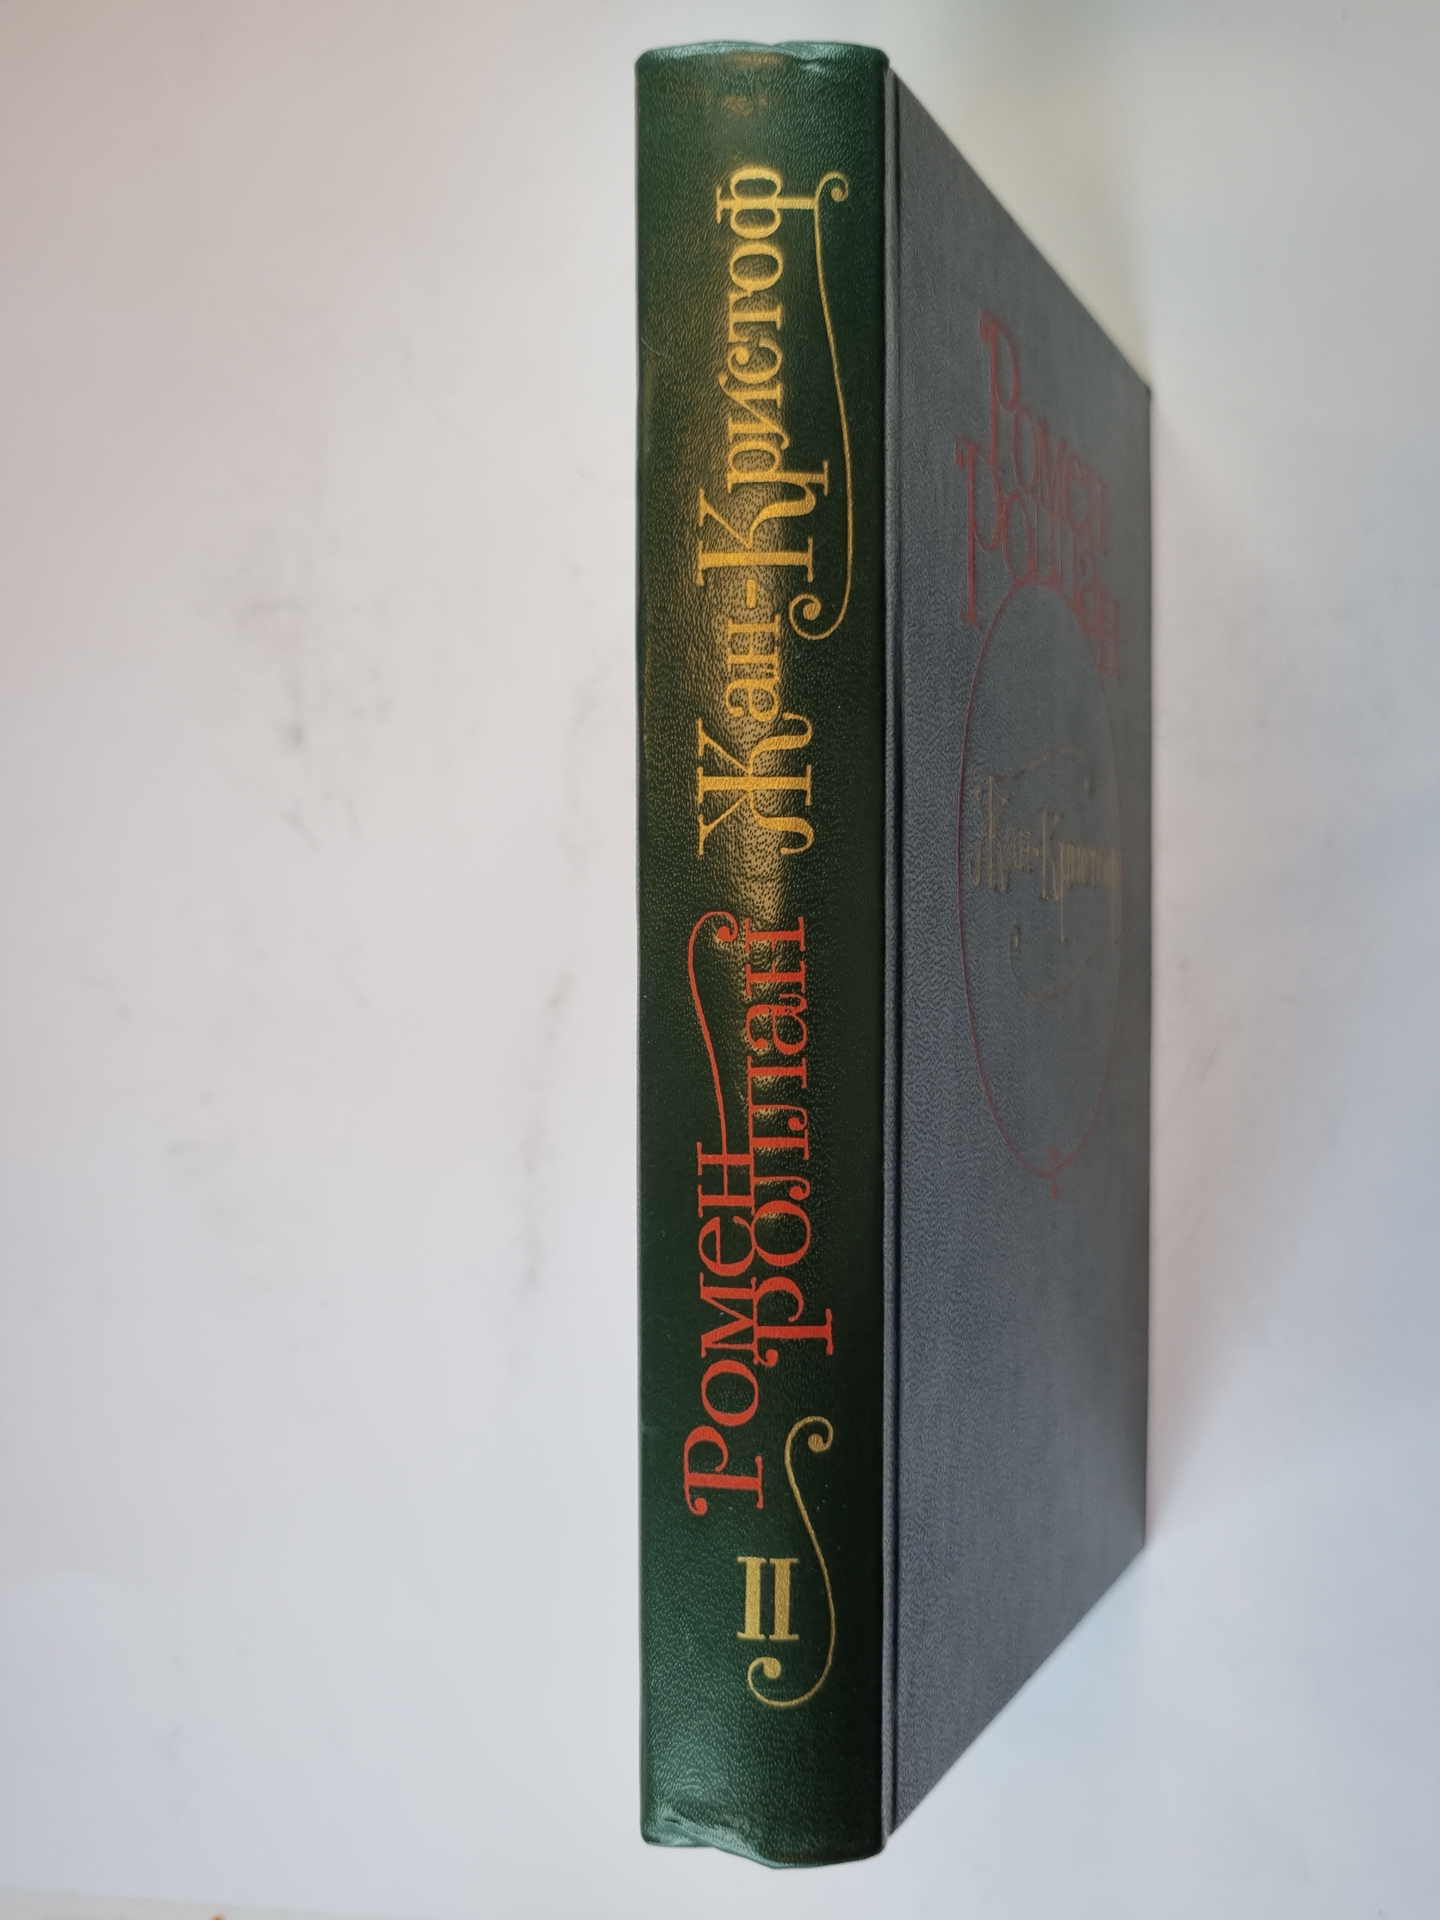 II
Ромен
Роллан
Жан-Кристоф
Ромен
Роллан
Жан-Кристоф